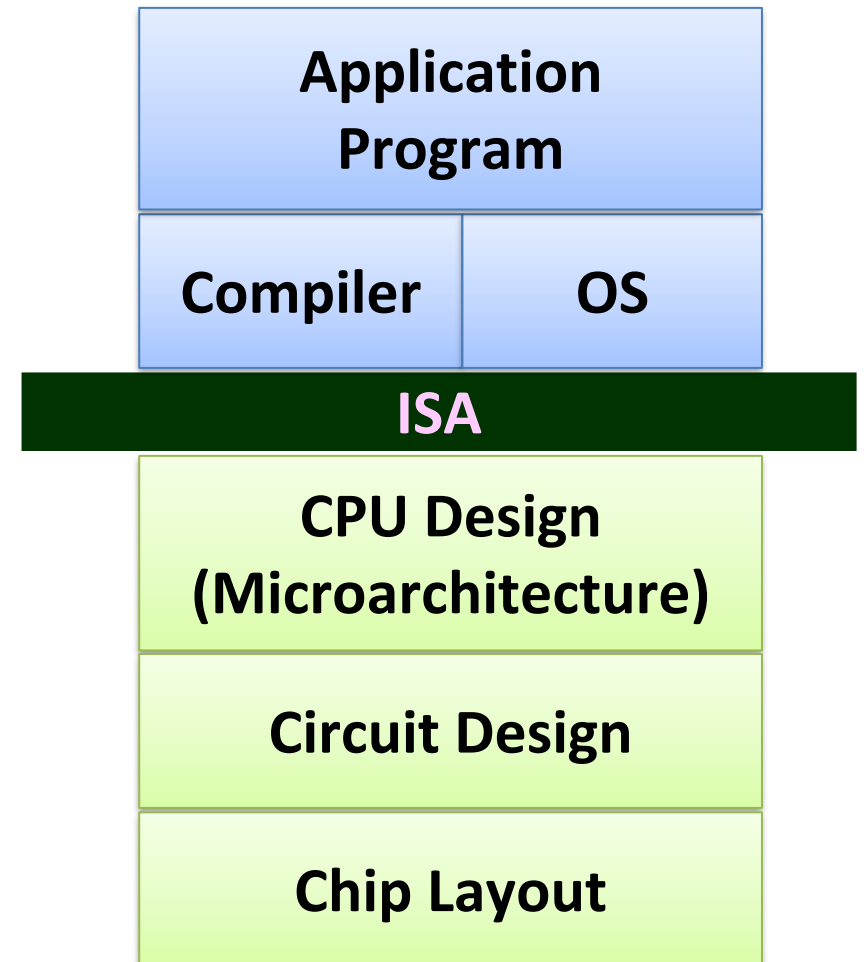 Application
Program
Compiler
OS
ISA
CPU Design
(Microarchitecture)
Circuit Design
Chip Layout